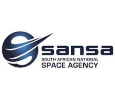 sansa
SOUTH AFRICAN NATIONAL
SPACE AGENCY